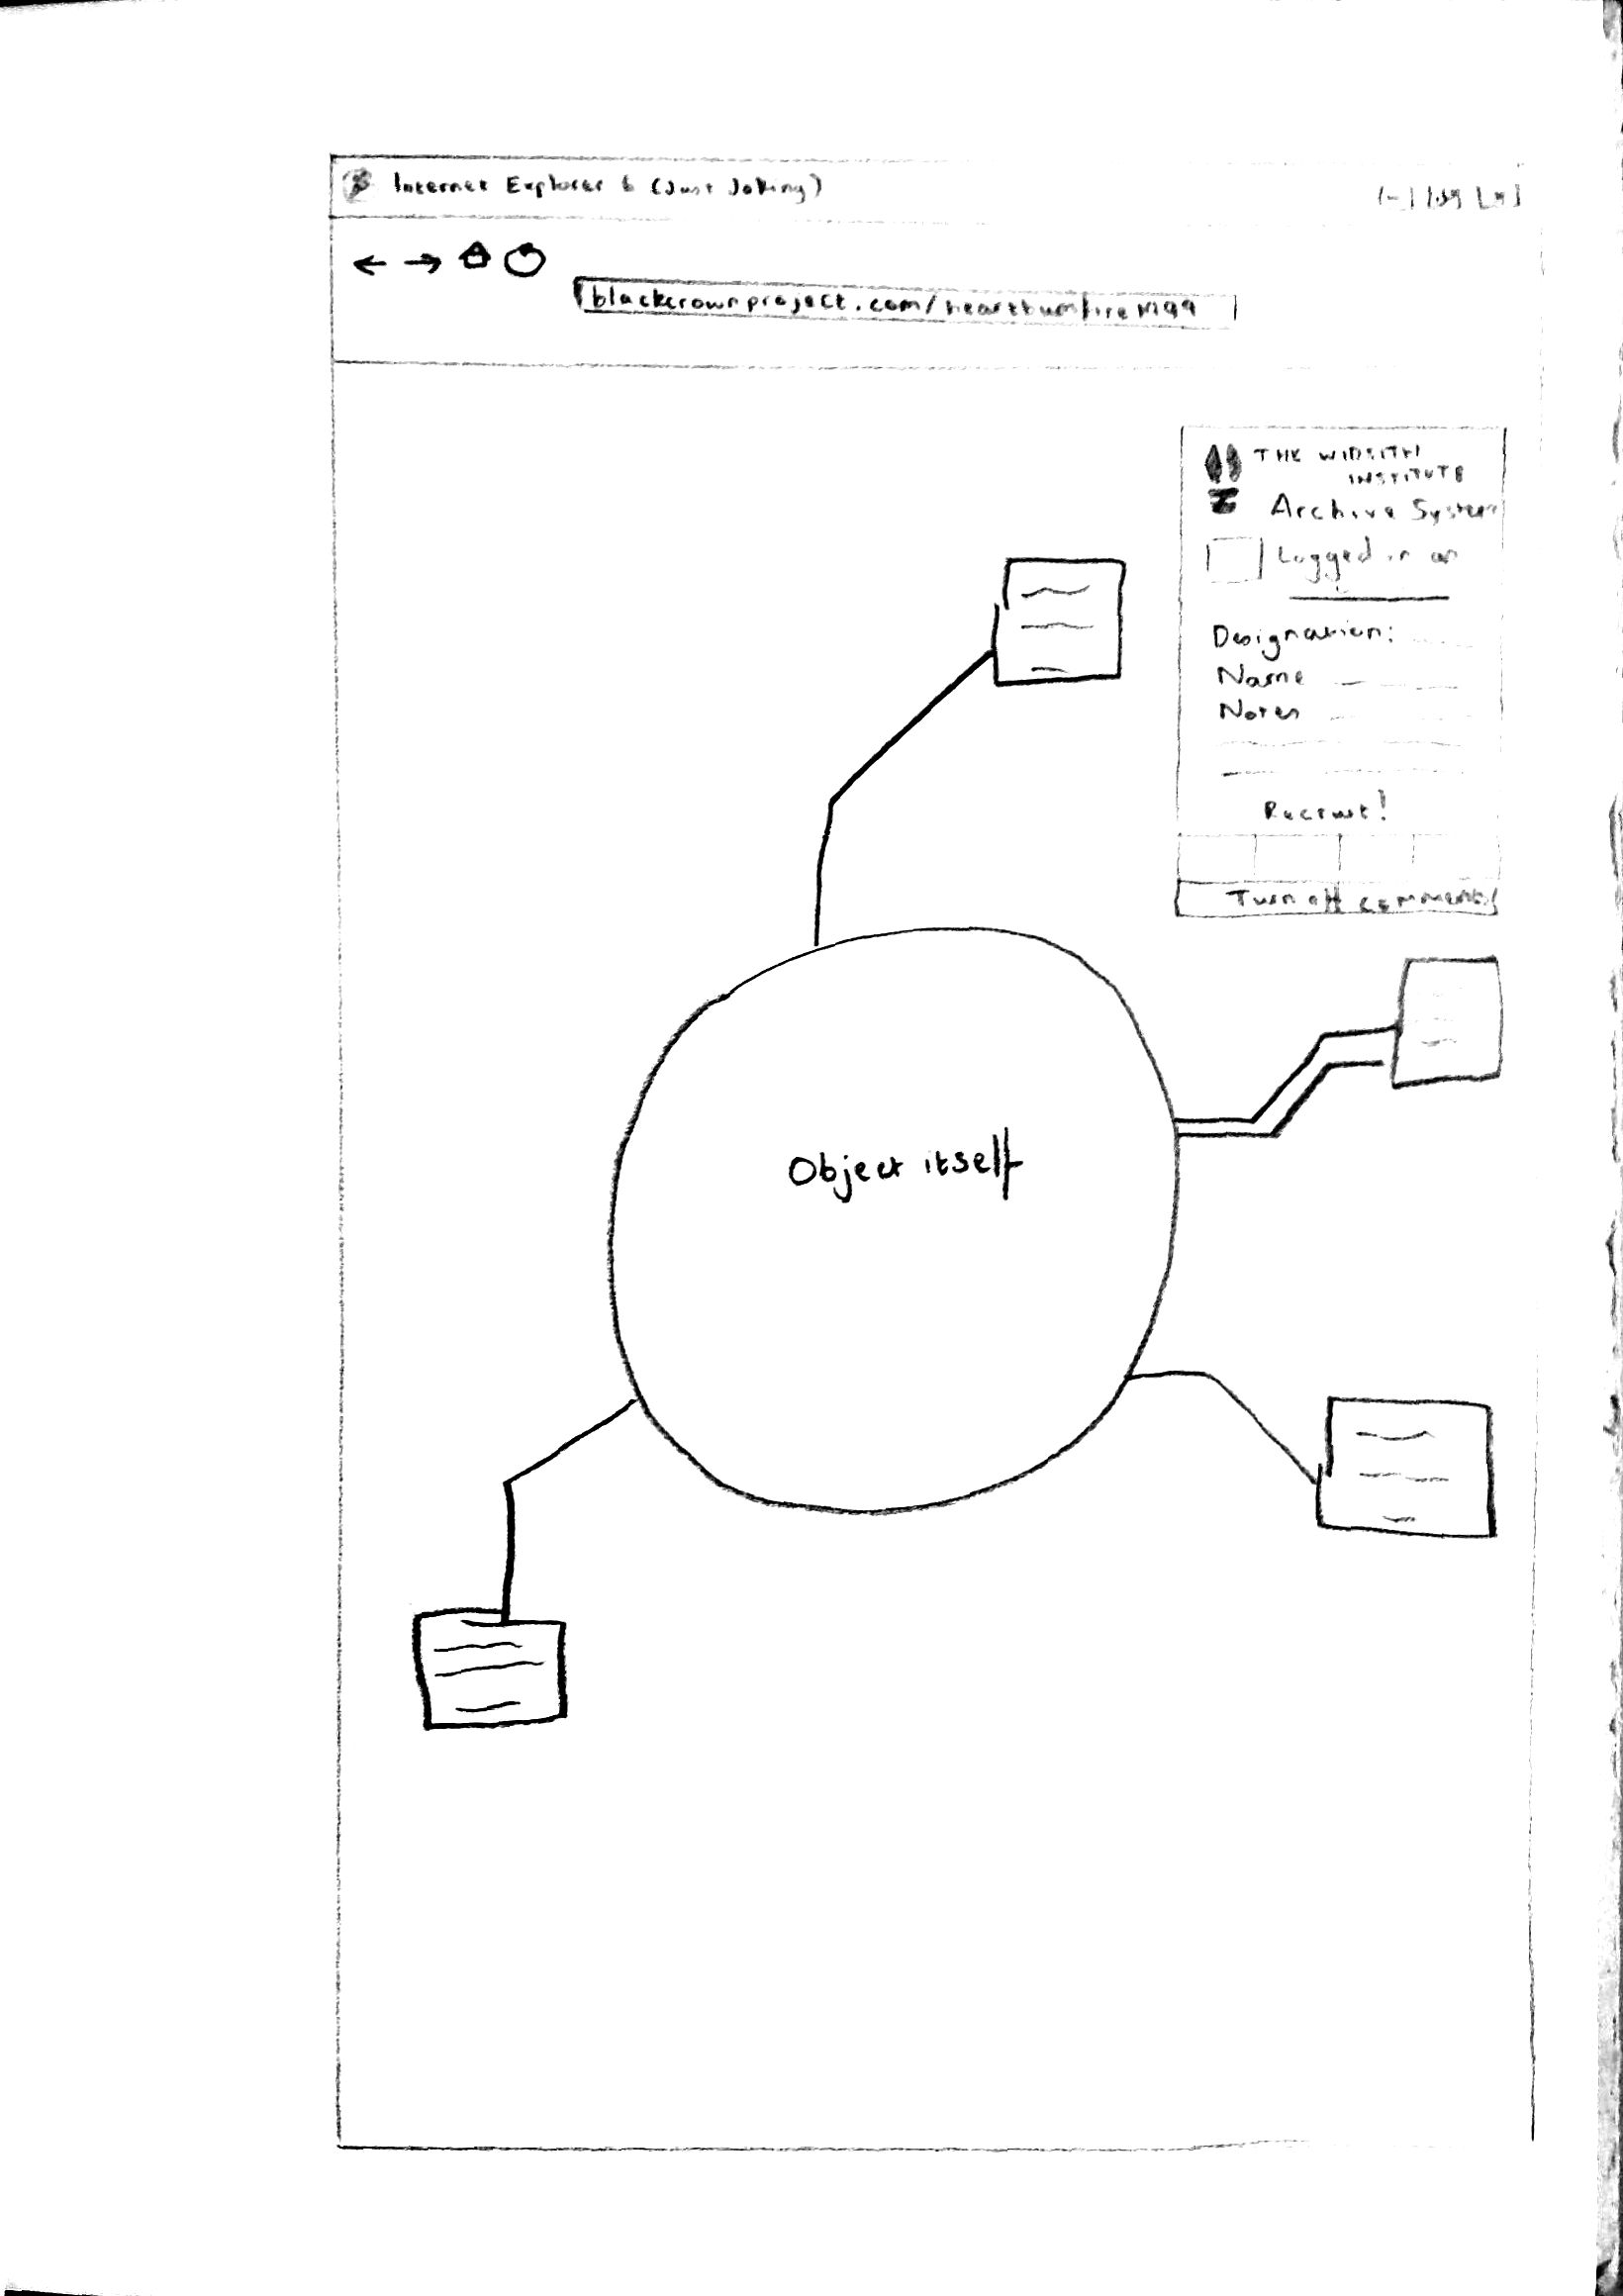 Internet Explorer 6 (Just Joking)
blackcrownproject.com/
THE WIDSITH
INSTITUTE
Archive System
Logged in as
Designation:
Name
Notes
Recruit!
Turn off comments
Object itself